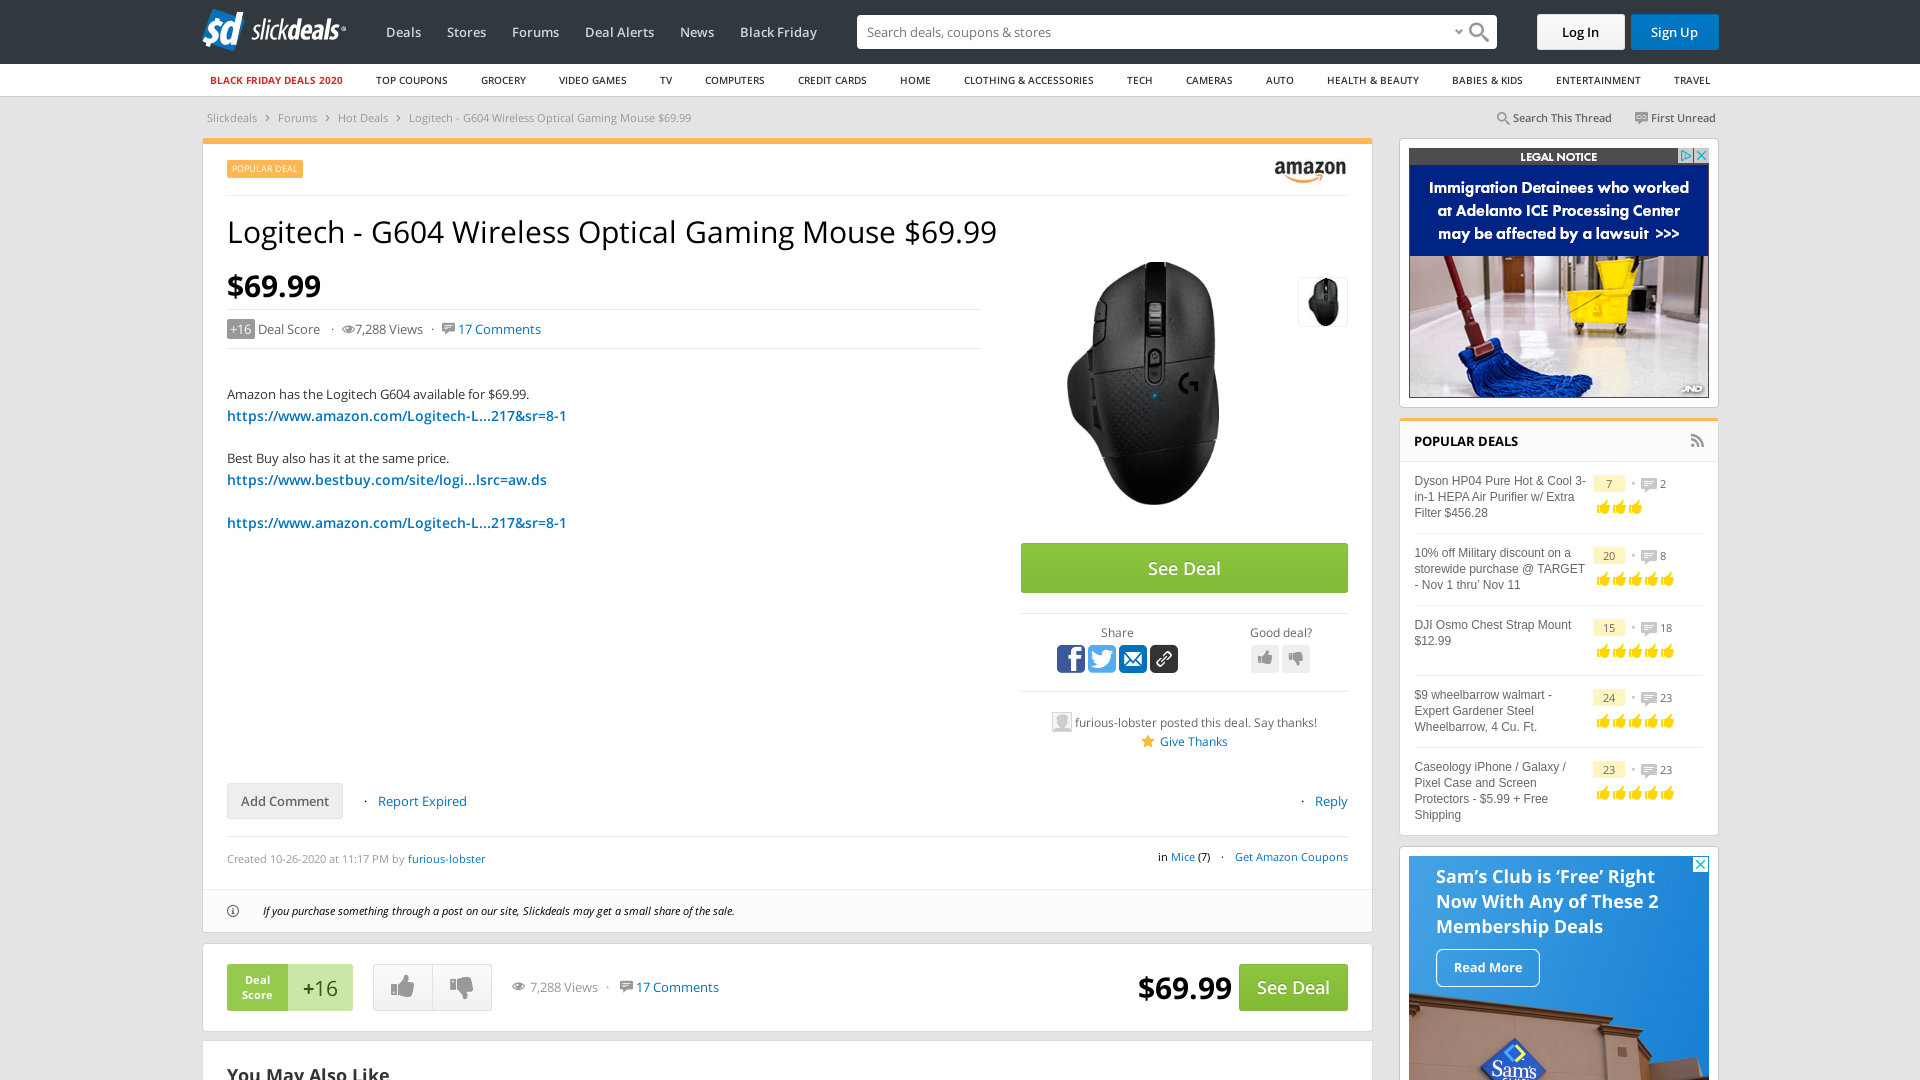 slickdeals
Deals
Stores
Forums
Deal Alerts
News
Black Friday
Search deals, coupons & stores
Log In
Sign Up
BLACK FRIDAY DEALS 2020
TOP COUPONS
GROCERY
VIDEO GAMES
TV
COMPUTERS
CREDIT CARDS
HOME
CLOTHING & ACCESSORIES
TECH
CAMERAS
AUTO
HEALTH & BEAUTY
BABIES & KIDS
ENTERTAINMENT
TRAVEL
Slickdeals › Forums › Hot Deals › Logitech - G604 Wireless Optical Gaming Mouse $69.99
Search This Thread
First Unread
POPULAR DEAL
amazon
Logitech - G604 Wireless Optical Gaming Mouse $69.99
$69.99
+16 Deal Score · 7,288 Views · 17 Comments
Amazon has the Logitech G604 available for $69.99.
https://www.amazon.com/Logitech-L...217&sr=8-1
Best Buy also has it at the same price.
https://www.bestbuy.com/site/logi...lsrc=aw.ds
https://www.amazon.com/Logitech-L...217&sr=8-1
See Deal
Share
Good deal?
furious-lobster posted this deal. Say thanks!
Give Thanks
Add Comment · Report Expired
· Reply
Created 10-26-2020 at 11:17 PM by furious-lobster
in Mice (7) · Get Amazon Coupons
If you purchase something through a post on our site, Slickdeals may get a small share of the sale.
Deal
Score
+16
7,288 Views · 17 Comments
$69.99
See Deal
You May Also Like
LEGAL NOTICE
Immigration Detainees who worked
at Adelanto ICE Processing Center
may be affected by a lawsuit >>>
JND
POPULAR DEALS
Dyson HP04 Pure Hot & Cool 3-
in-1 HEPA Air Purifier w/ Extra
Filter $456.28
7 • 2
10% off Military discount on a
storewide purchase @ TARGET
- Nov 1 thru' Nov 11
20 • 8
DJI Osmo Chest Strap Mount
$12.99
15 • 18
$9 wheelbarrow walmart -
Expert Gardener Steel
Wheelbarrow, 4 Cu. Ft.
24 • 23
Caseology iPhone / Galaxy /
Pixel Case and Screen
Protectors - $5.99 + Free
Shipping
23 • 23
Sam's Club is 'Free' Right
Now With Any of These 2
Membership Deals
Read More
Sam's